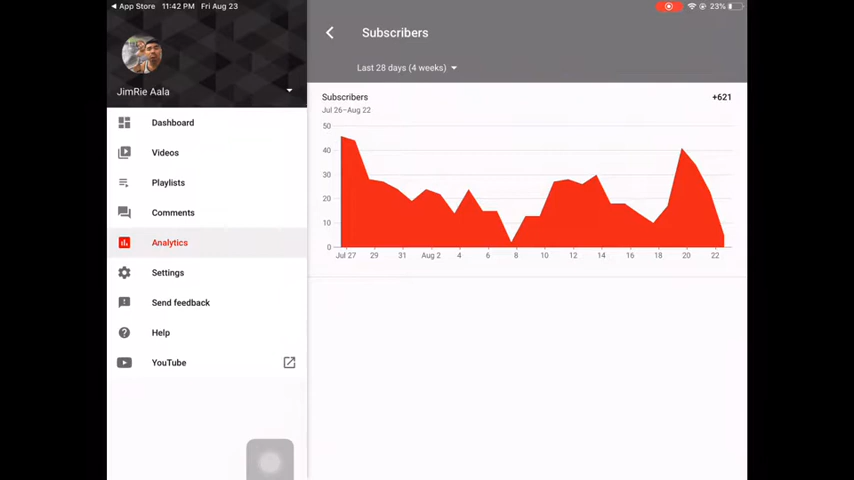 App Store 11:42 PM Fri Aug 23
23%
JimRie Aala
Dashboard
Videos
Playlists
Comments
Analytics
Settings
Send feedback
Help
YouTube
Subscribers
Last 28 days (4 weeks)
Subscribers
+621
Jul 26–Aug 22
50
40
30
20
10
0
Jul 27 29 31 Aug 2 4 6 8 10 12 14 16 18 20 22